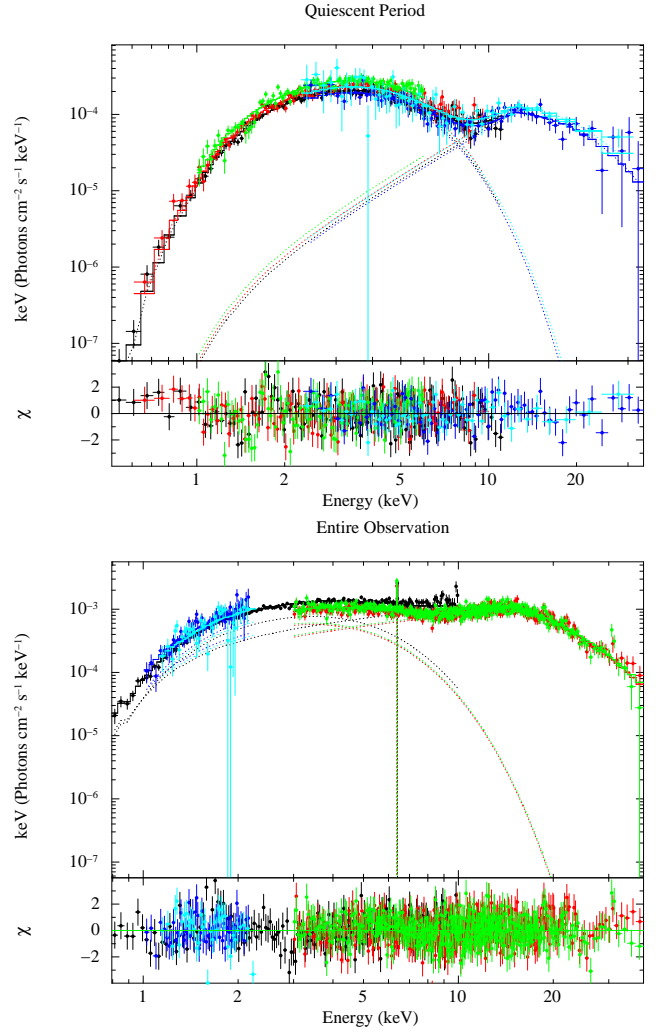 Quiescent Period
10⁻⁴
10⁻⁵
10⁻⁶
10⁻⁷
keV (Photons cm⁻² s⁻¹ keV⁻¹)
2
0
−2
χ
1 2 5 10 20
Energy (keV)
Entire Observation
10⁻³
10⁻⁴
10⁻⁵
10⁻⁶
10⁻⁷
keV (Photons cm⁻² s⁻¹ keV⁻¹)
2
0
−2
χ
1 2 5 10 20
Energy (keV)